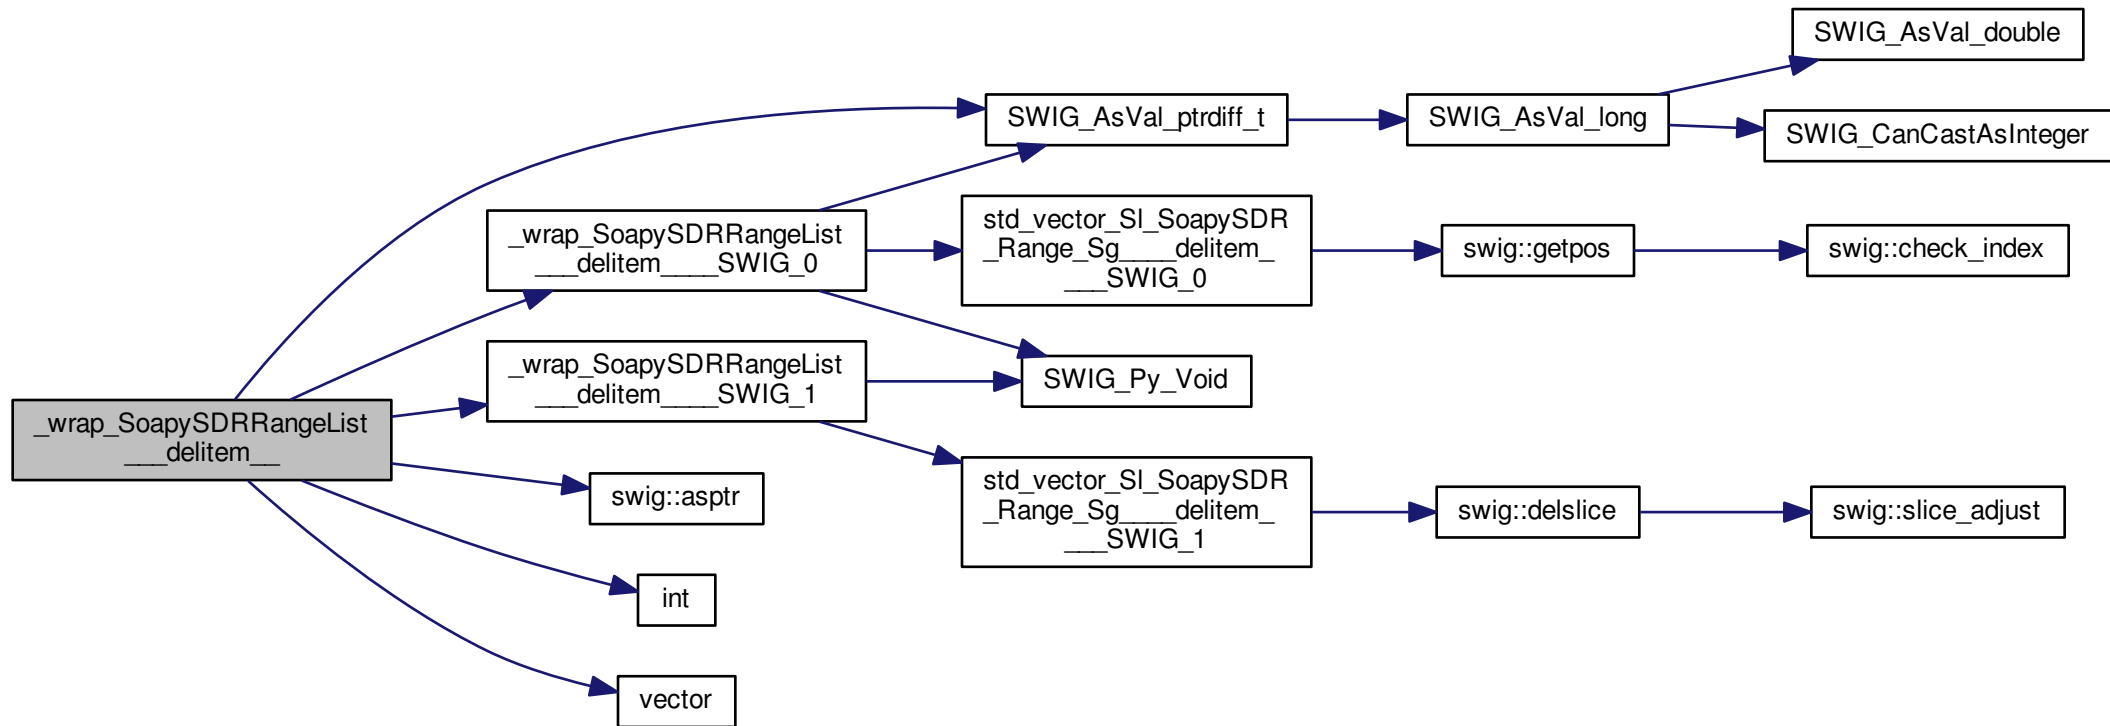 _wrap_SoapySDRRangeList
___delitem__
_wrap_SoapySDRRangeList
___delitem____SWIG_0
_wrap_SoapySDRRangeList
___delitem____SWIG_1
swig::asptr
int
vector
SWIG_AsVal_ptrdiff_t
std_vector_Sl_SoapySDR
_Range_Sg____delitem_
___SWIG_0
SWIG_Py_Void
std_vector_Sl_SoapySDR
_Range_Sg____delitem_
___SWIG_1
SWIG_AsVal_long
swig::getpos
swig::delslice
SWIG_AsVal_double
SWIG_CanCastAsInteger
swig::check_index
swig::slice_adjust